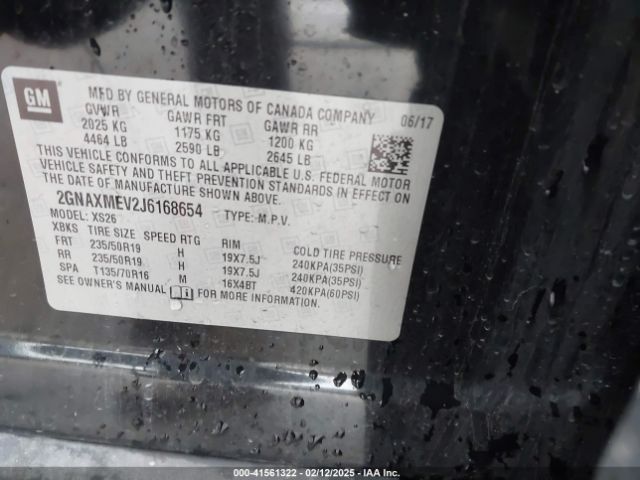 GM
MFD BY GENERAL MOTORS OF CANADA COMPANY
GVWR GAWR FRT GAWR RR 06/17
2025 KG 1175 KG 1200 KG
4464 LB 2590 LB 2645 LB
THIS VEHICLE CONFORMS TO ALL APPLICABLE U.S. FEDERAL MOTOR
VEHICLE SAFETY AND THEFT PREVENTION STANDARDS IN EFFECT ON
THE DATE OF MANUFACTURE SHOWN ABOVE.
2GNAXMEV2J6168654 TYPE: M.P.V.
MODEL: XS26
XBKS TIRE SIZE SPEED RTG RIM COLD TIRE PRESSURE
FRT 235/50R19 H 19X7.5J 240KPA(35PSI)
RR 235/50R19 H 19X7.5J 240KPA(35PSI)
SPA T135/70R16 M 16X4BT 420KPA(60PSI)
SEE OWNER'S MANUAL FOR MORE INFORMATION.
000-41561322 - 02/12/2025 - IAA Inc.